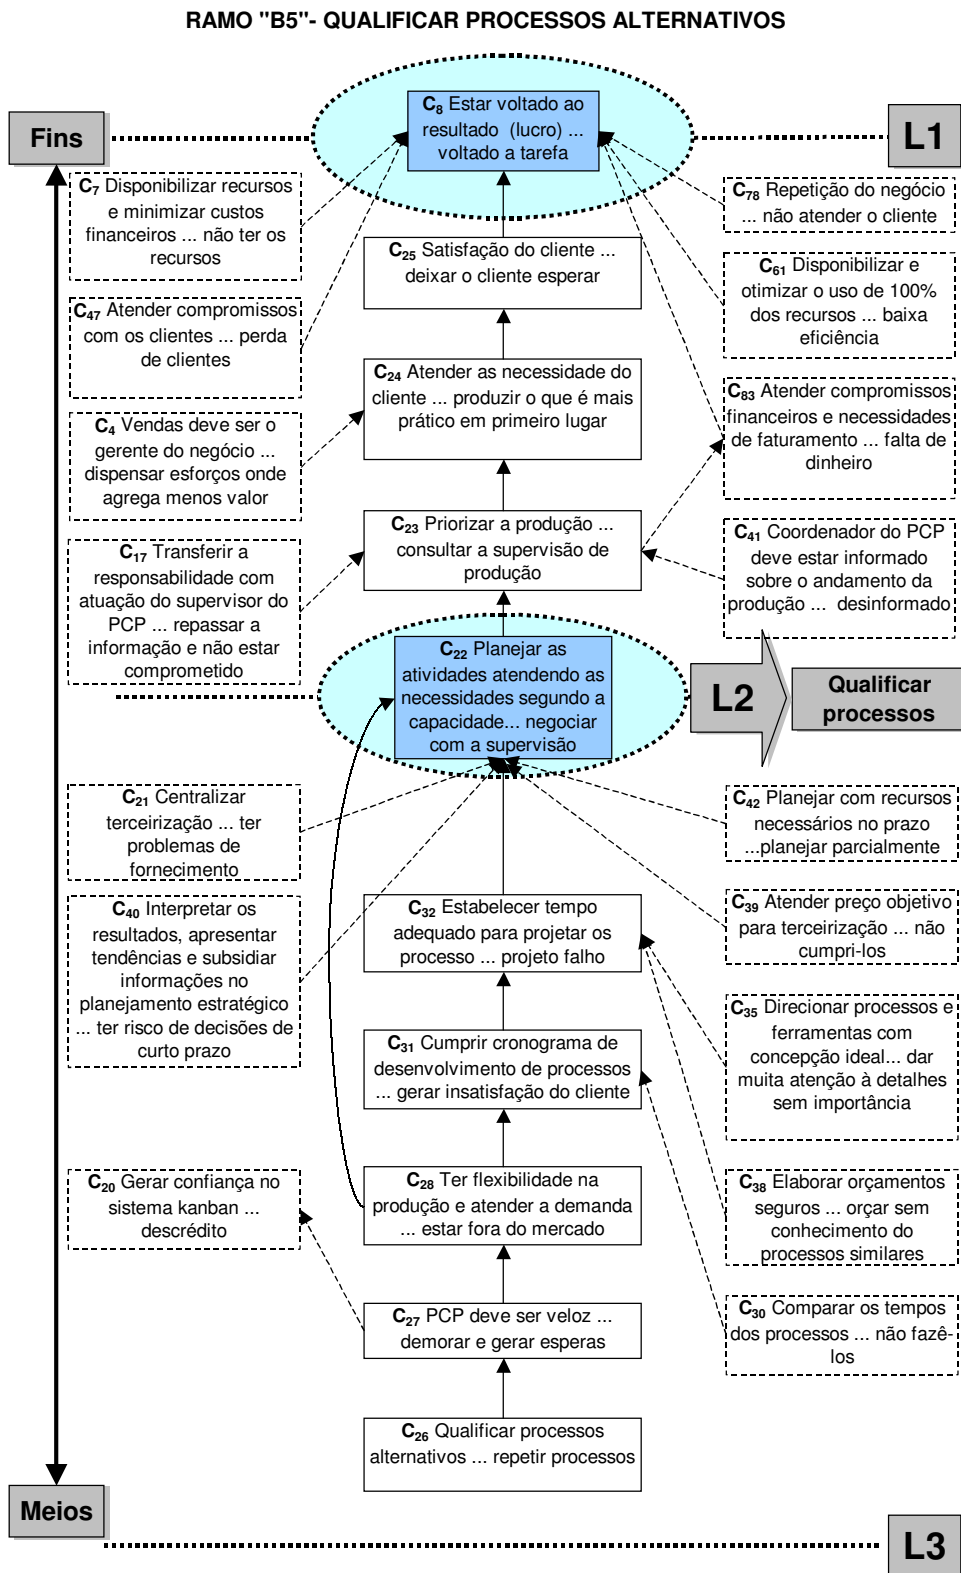 RAMO "B5"- QUALIFICAR PROCESSOS ALTERNATIVOS
Fins
C8 Estar voltado ao
resultado (lucro) ...
voltado a tarefa
L1
C7 Disponibilizar recursos
e minimizar custos
financeiros ... não ter os
recursos
C78 Repetição do negócio
... não atender o cliente
C25 Satisfação do cliente ...
deixar o cliente esperar
C61 Disponibilizar e
otimizar o uso de 100%
dos recursos ... baixa
eficiência
C47 Atender compromissos
com os clientes ... perda
de clientes
C24 Atender as necessidade do
cliente ... produzir o que é mais
prático em primeiro lugar
C83 Atender compromissos
financeiros e necessidades
de faturamento ... falta de
dinheiro
C4 Vendas deve ser o
gerente do negócio ...
dispensar esforços onde
agrega menos valor
C23 Priorizar a produção ...
consultar a supervisão de
produção
C41 Coordenador do PCP
deve estar informado
sobre o andamento da
produção ... desinformado
C17 Transferir a
responsabilidade com
atuação do supervisor do
PCP ... repassar a
informação e não estar
comprometido
C22 Planejar as
atividades atendendo as
necessidades segundo a
capacidade... negociar
com a supervisão
L2
Qualificar
processos
C21 Centralizar
terceirização ... ter
problemas de
fornecimento
C42 Planejar com recursos
necessários no prazo
...planejar parcialmente
C40 Interpretar os
resultados, apresentar
tendências e subsidiar
informações no
planejamento estratégico
... ter risco de decisões de
curto prazo
C32 Estabelecer tempo
adequado para projetar os
processo ... projeto falho
C39 Atender preço objetivo
para terceirização ... não
cumpri-los
C35 Direcionar processos e
ferramentas com
concepção ideal... dar
muita atenção à detalhes
sem importância
C31 Cumprir cronograma de
desenvolvimento de processos
... gerar insatisfação do cliente
C20 Gerar confiança no
sistema kanban ...
descrédito
C28 Ter flexibilidade na
produção e atender a demanda
... estar fora do mercado
C38 Elaborar orçamentos
seguros ... orçar sem
conhecimento do
processos similares
C27 PCP deve ser veloz ...
demorar e gerar esperas
C30 Comparar os tempos
dos processos ... não fazê-
los
C26 Qualificar processos
alternativos ... repetir processos
Meios
L3